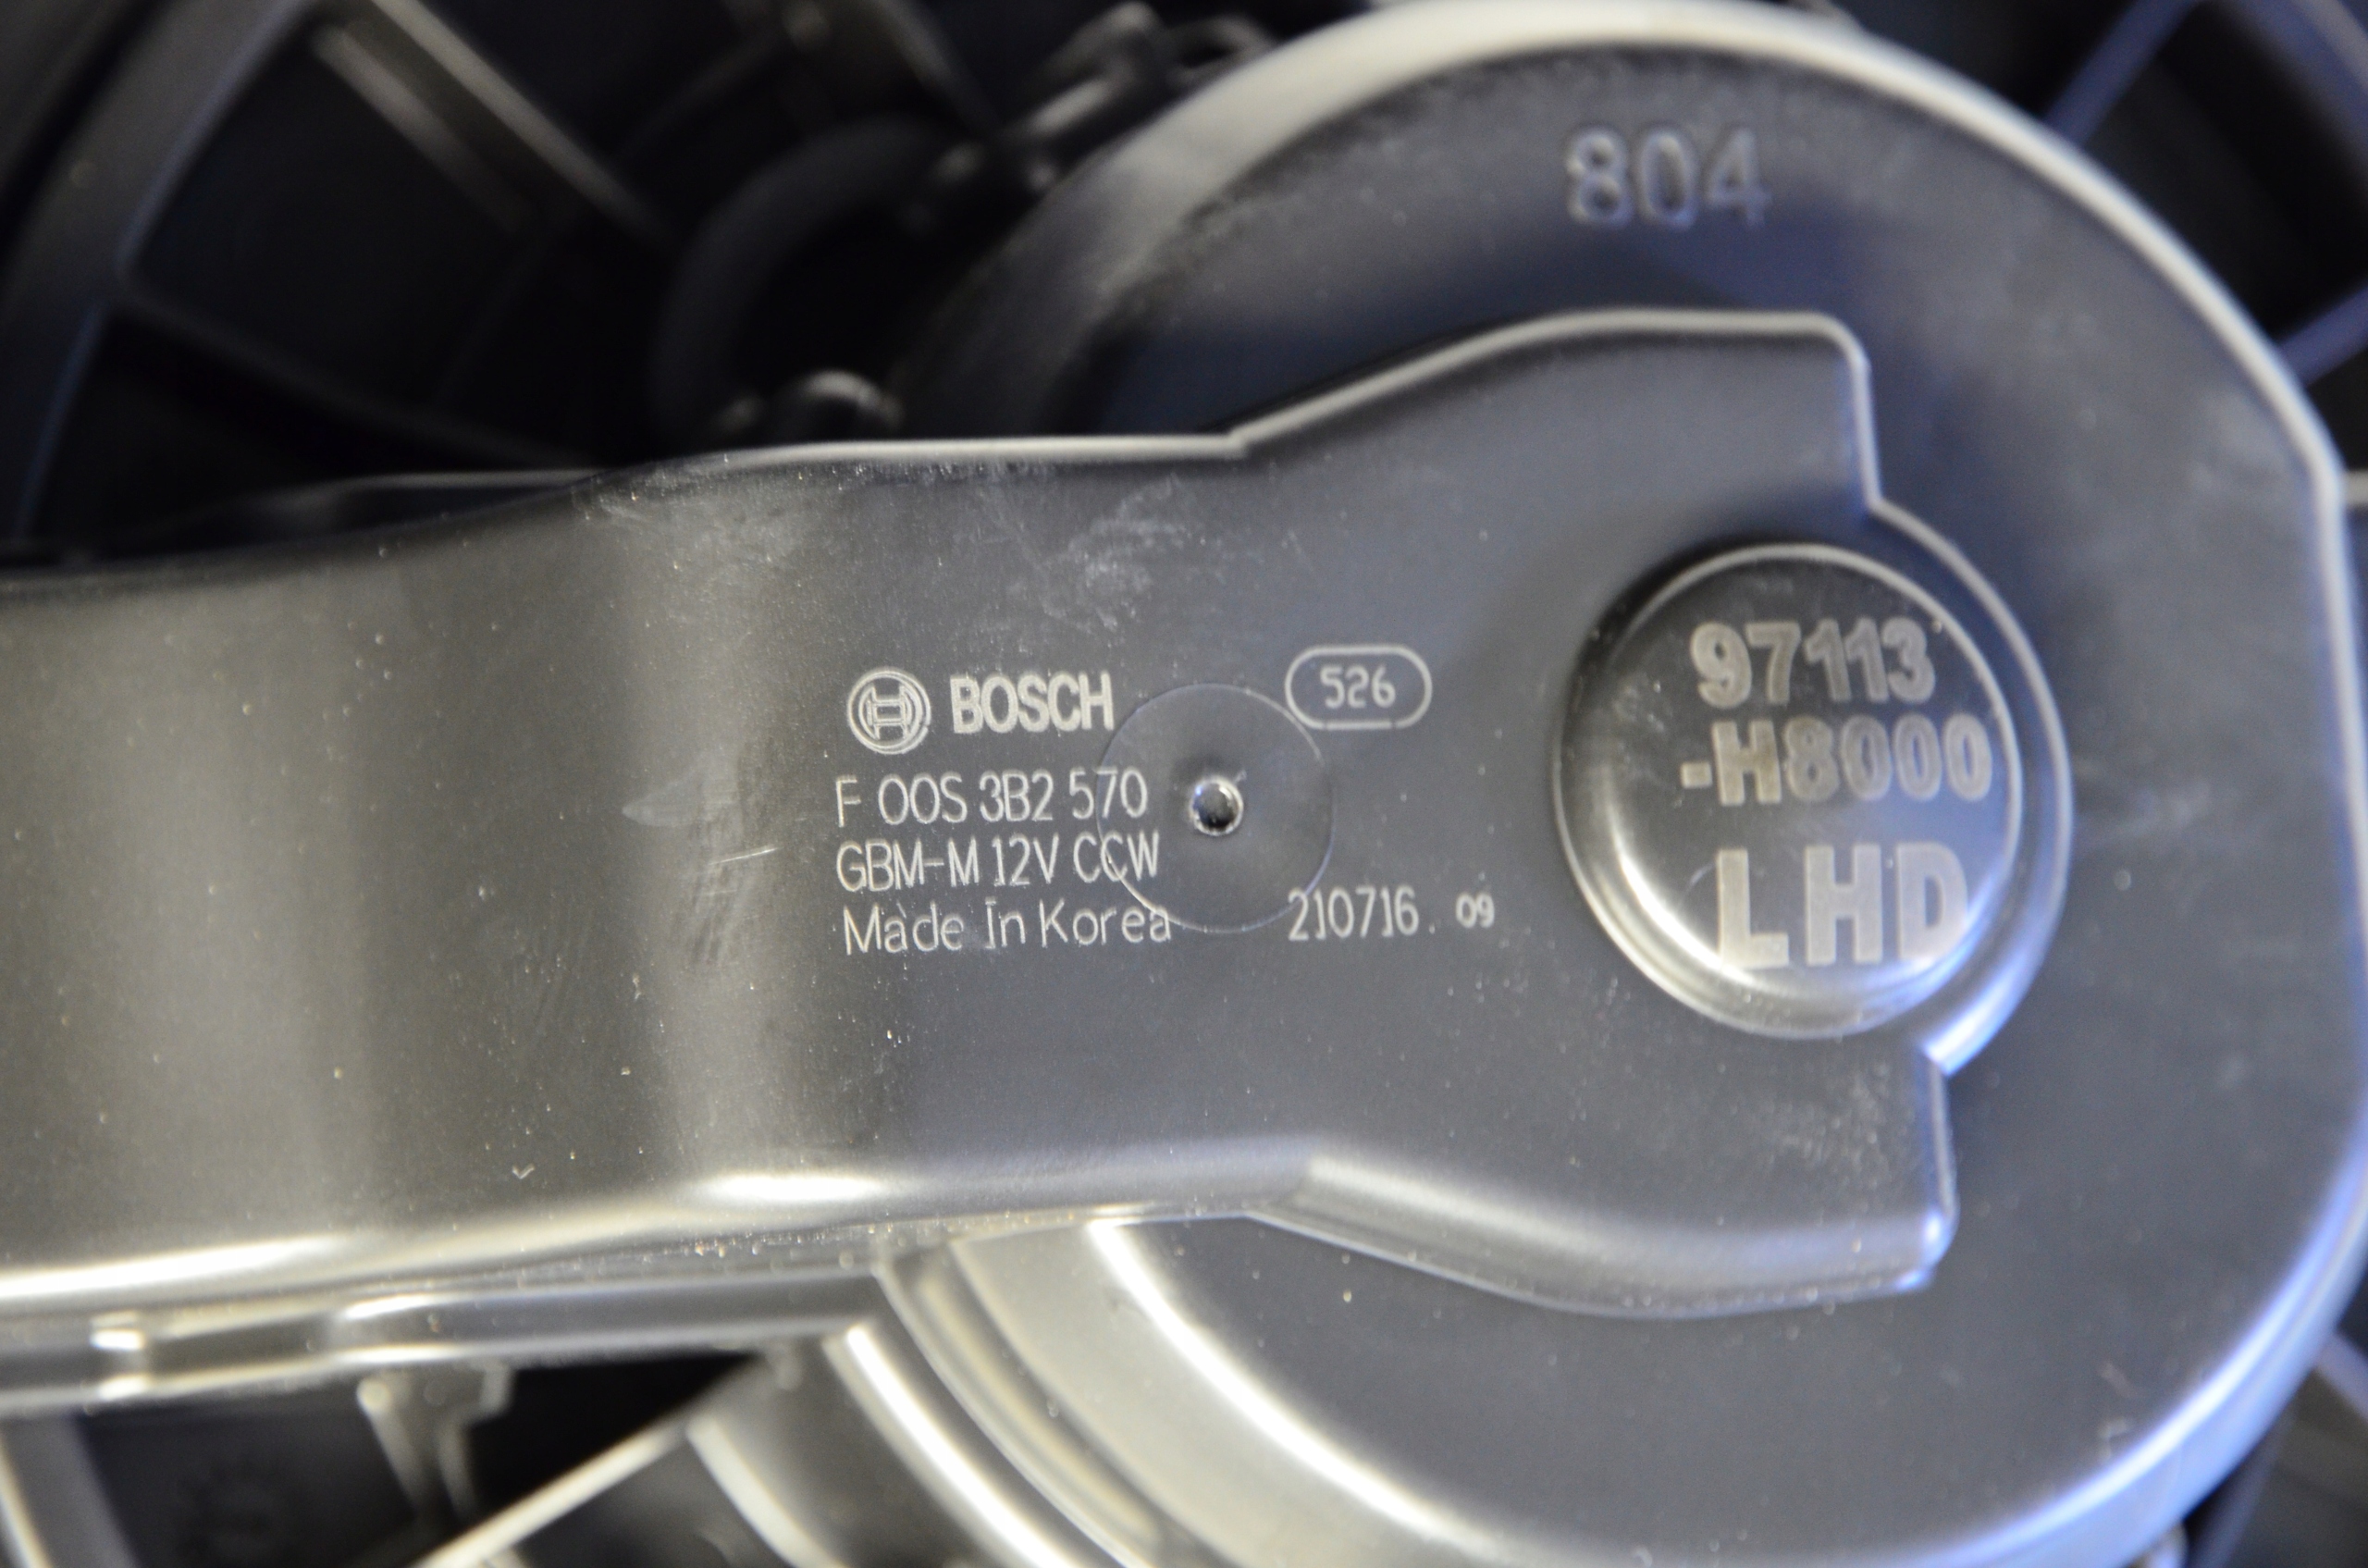 804
BOSCH
526
F 00S 3B2 570
GBM-M 12V CCW
Made In Korea
210716. 09
97113
-H8000
LHD